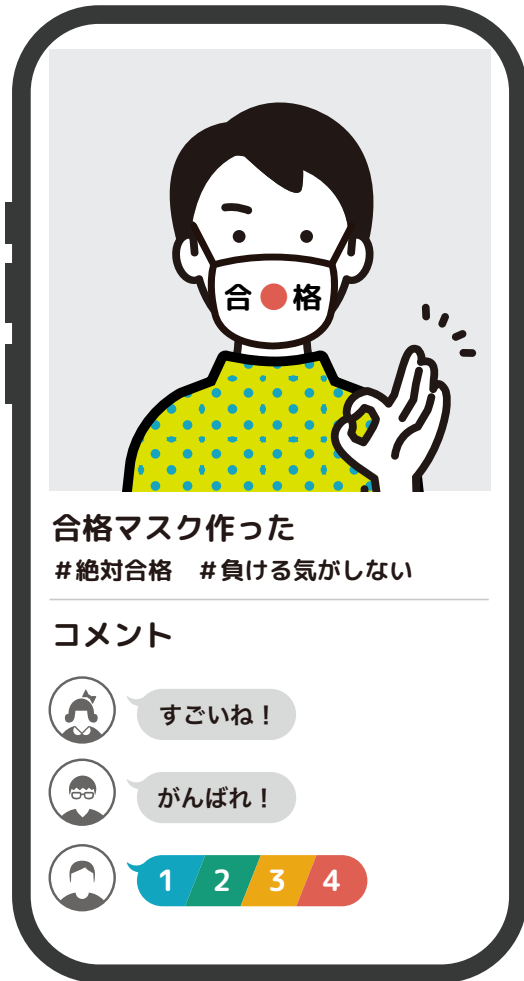 合●格
合格マスク作った
＃絶対合格　＃負ける気がしない
コメント
すごいね！
がんばれ！
1 2 3 4